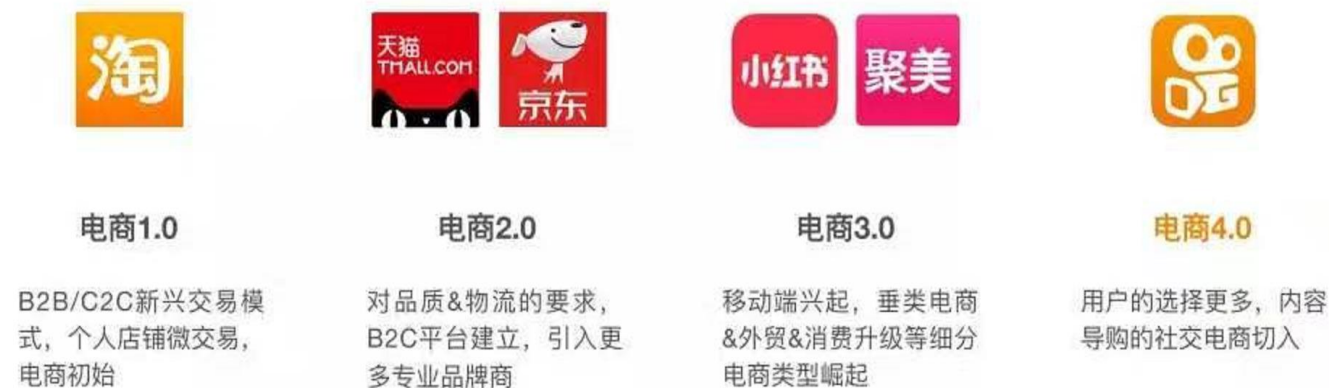 淘
天猫
TMALL.COM
京东
小红书
聚美
电商1.0
B2B/C2C新兴交易模
式，个人店铺微交易，
电商初始
电商2.0
对品质&物流的要求，
B2C平台建立，引入更
多专业品牌商
电商3.0
移动端兴起，垂类电商
&外贸&消费升级等细分
电商类型崛起
电商4.0
用户的选择更多，内容
导购的社交电商切入